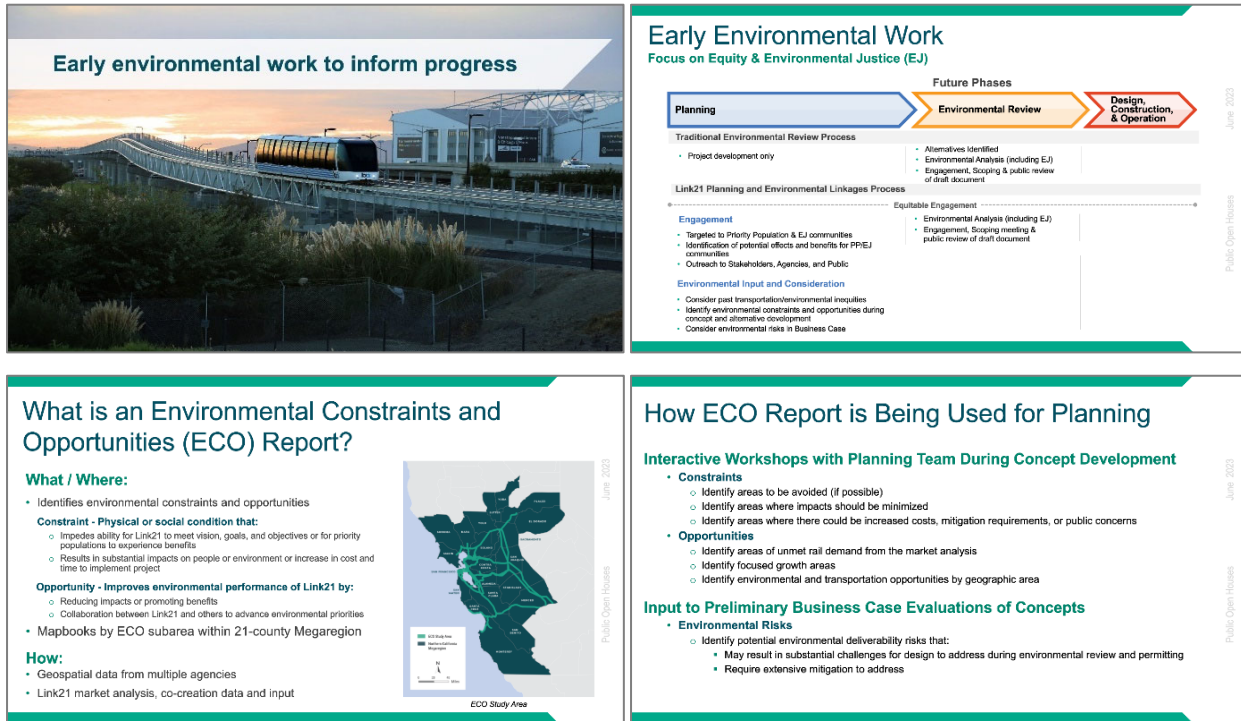 Early environmental work to inform progress
Early Environmental Work
Focus on Equity & Environmental Justice (EJ)
Future Phases
Planning
Environmental Review
Design,
Construction,
& Operation
Traditional Environmental Review Process
• Project development only
• Alternatives Identified
• Environmental Analysis (including EJ)
• Engagement, Scoping & public review
of draft document
Link21 Planning and Environmental Linkages Process
Equitable Engagement
Engagement
• Targeted to Priority Population & EJ communities
• Identification of potential effects and benefits for PP/EJ
communities
• Outreach to Stakeholders, Agencies, and Public
• Environmental Analysis (including EJ)
• Engagement, Scoping meeting &
public review of draft document
Environmental Input and Consideration
• Consider past transportation/environmental inequities
• Identify environmental constraints and opportunities during
concept and alternative development
• Consider environmental risks in Business Case
Public Open Houses
June 2023
What is an Environmental Constraints and
Opportunities (ECO) Report?
What / Where:
• Identifies environmental constraints and opportunities
Constraint - Physical or social condition that:
o Impedes ability for Link21 to meet vision, goals, and objectives or for priority
populations to experience benefits
o Results in substantial impacts on people or environment or increase in cost and
time to implement project
Opportunity - Improves environmental performance of Link21 by:
o Reducing impacts or promoting benefits
o Collaboration between Link21 and others to advance environmental priorities
• Mapbooks by ECO subarea within 21-county Megaregion
How:
• Geospatial data from multiple agencies
• Link21 market analysis, co-creation data and input
ECO Study Area
Northern California
Megaregion
N
Miles
ECO Study Area
Public Open Houses
June 2023
How ECO Report is Being Used for Planning
Interactive Workshops with Planning Team During Concept Development
• Constraints
o Identify areas to be avoided (if possible)
o Identify areas where impacts should be minimized
o Identify areas where there could be increased costs, mitigation requirements, or public concerns
• Opportunities
o Identify areas of unmet rail demand from the market analysis
o Identify focused growth areas
o Identify environmental and transportation opportunities by geographic area
Input to Preliminary Business Case Evaluations of Concepts
• Environmental Risks
o Identify potential environmental deliverability risks that:
▪ May result in substantial challenges for design to address during environmental review and permitting
▪ Require extensive mitigation to address
Public Open Houses
June 2023